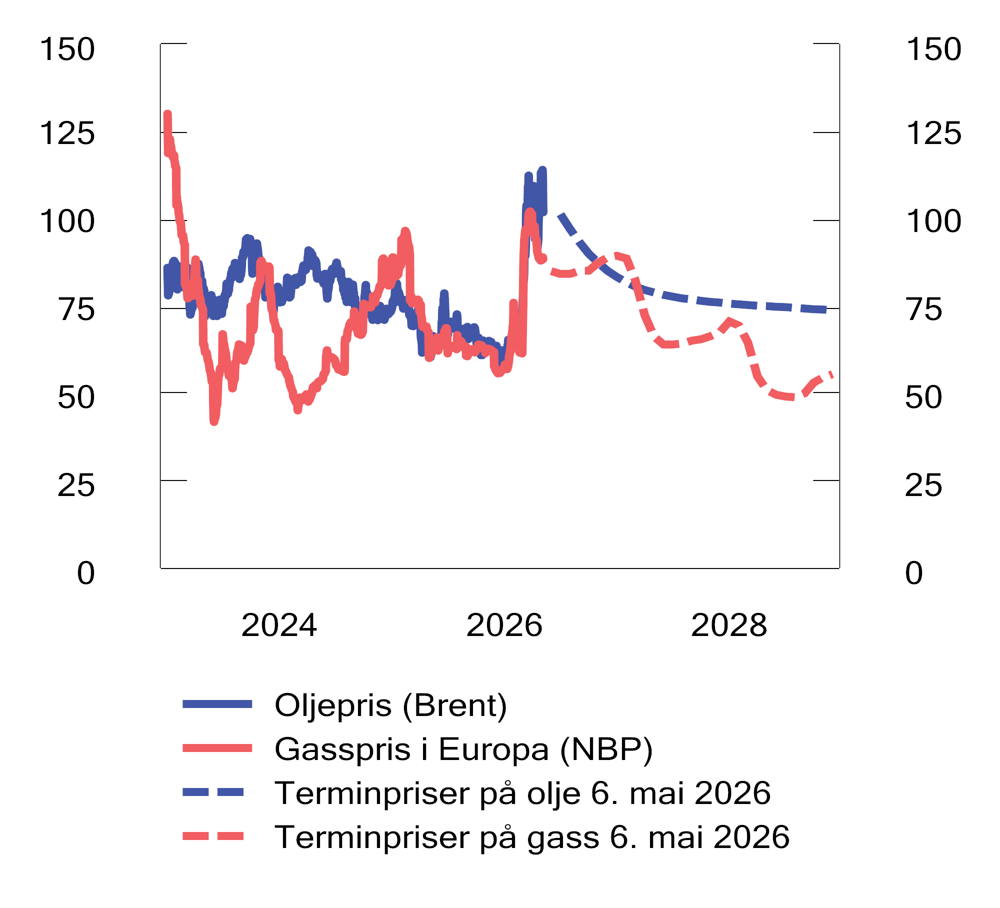 150 150
125 125
100 100
75 75
50 50
25 25
0 0
2024 2026 2028
Oljepris (Brent)
Gasspris i Europa (NBP)
Terminpriser på olje 6. mai 2026
Terminpriser på gass 6. mai 2026